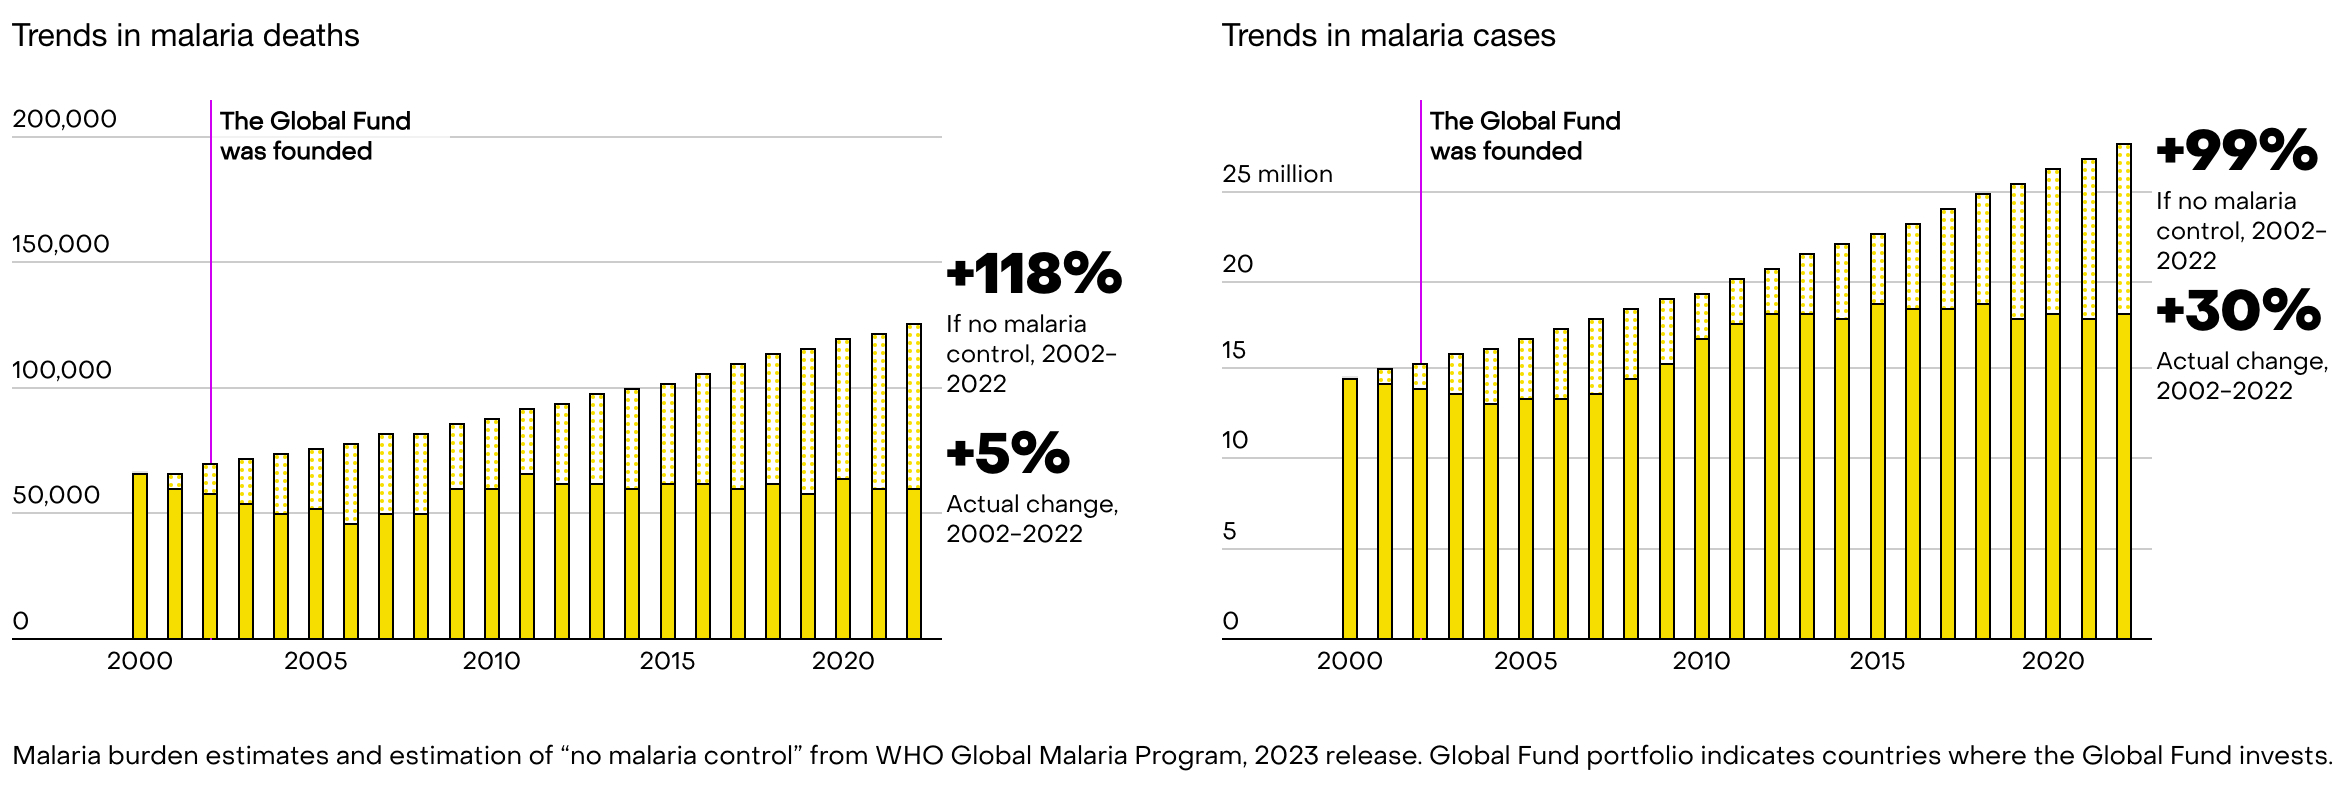 Trends in malaria deaths
200,000
The Global Fund
was founded
150,000
100,000
50,000
0
2000
2005
2010
2015
2020
+118%
If no malaria
control, 2002–
2022
+5%
Actual change,
2002–2022
Trends in malaria cases
The Global Fund
was founded
25 million
20
15
10
5
0
2000
2005
2010
2015
2020
+99%
If no malaria
control, 2002–
2022
+30%
Actual change,
2002–2022
Malaria burden estimates and estimation of “no malaria control” from WHO Global Malaria Program, 2023 release. Global Fund portfolio indicates countries where the Global Fund invests.